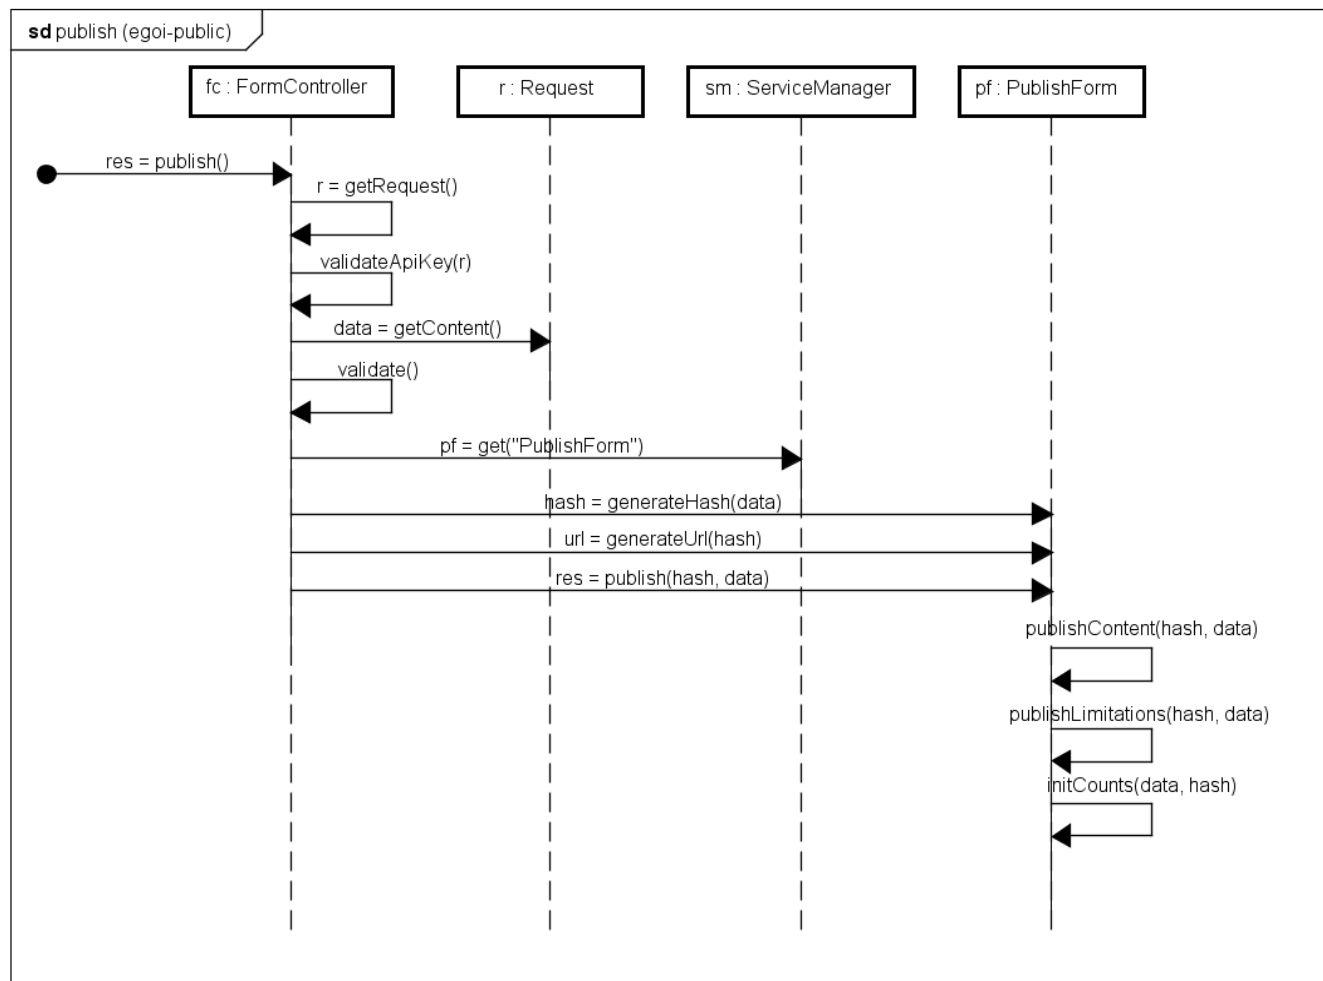 sd publish (egoi-public)
fc : FormController
r : Request
sm : ServiceManager
pf : PublishForm
res = publish()
r = getRequest()
validateApiKey(r)
data = getContent()
validate()
pf = get("PublishForm")
hash = generateHash(data)
url = generateUrl(hash)
res = publish(hash, data)
publishContent(hash, data)
publishLimitations(hash, data)
initCounts(data, hash)